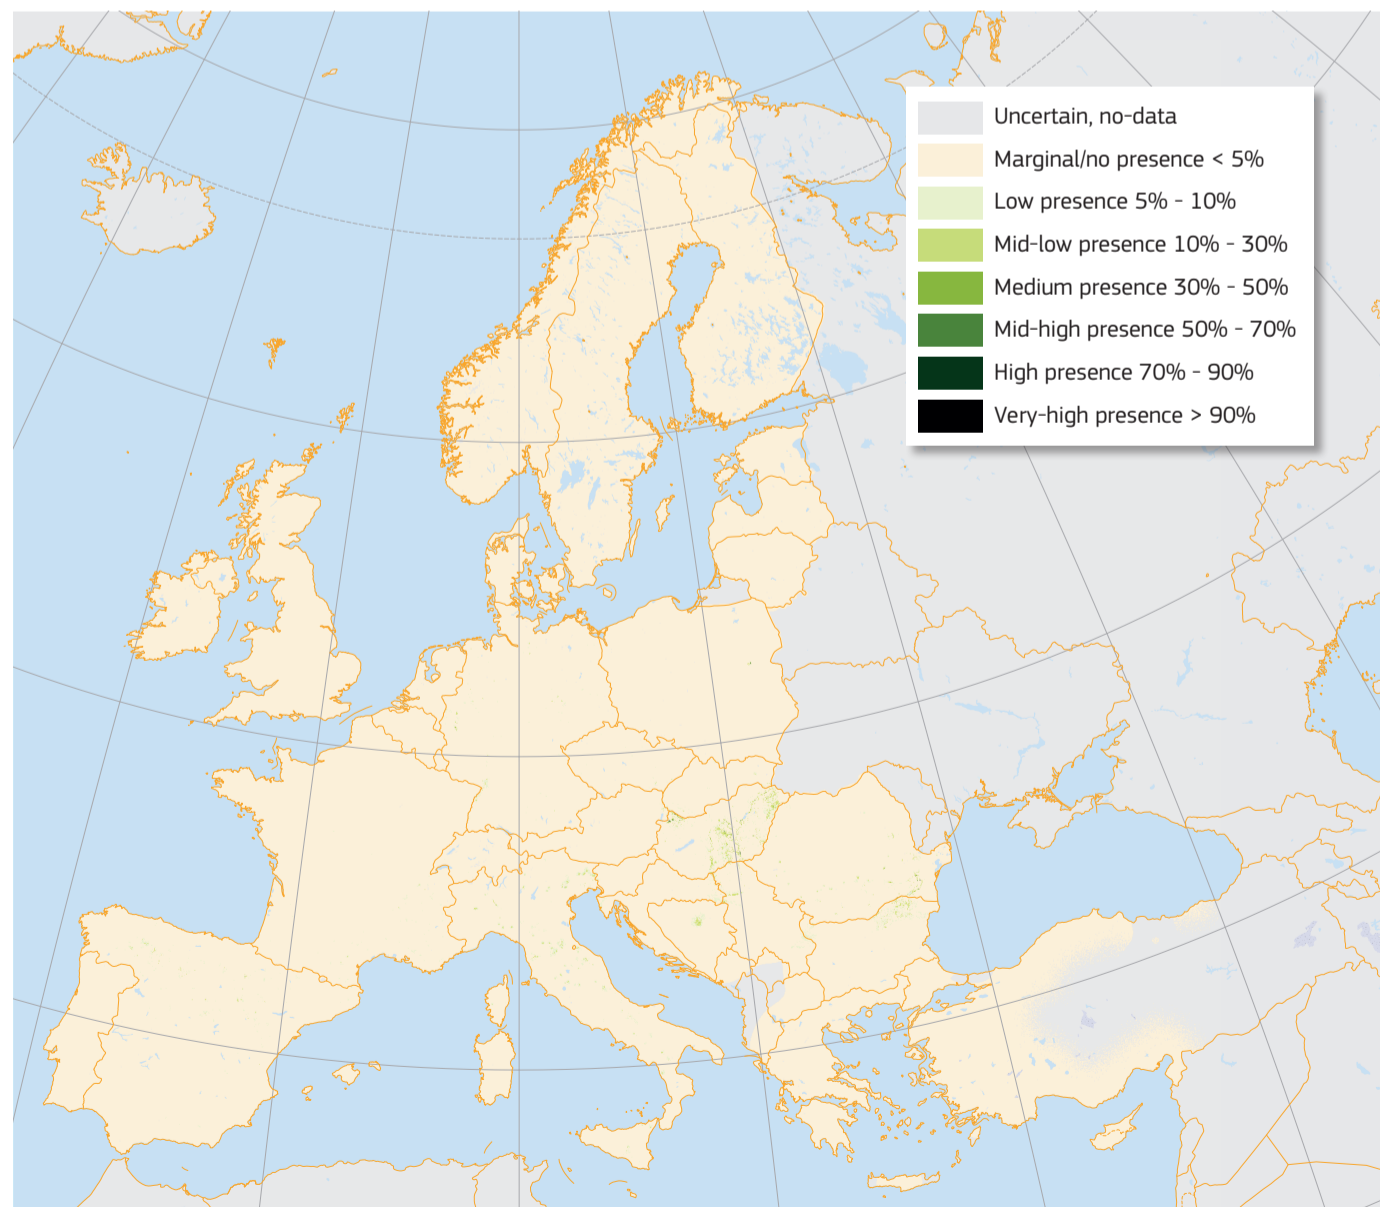 Uncertain, no-data
Marginal/no presence < 5%
Low presence 5% - 10%
Mid-low presence 10% - 30%
Medium presence 30% - 50%
Mid-high presence 50% - 70%
High presence 70% - 90%
Very-high presence > 90%